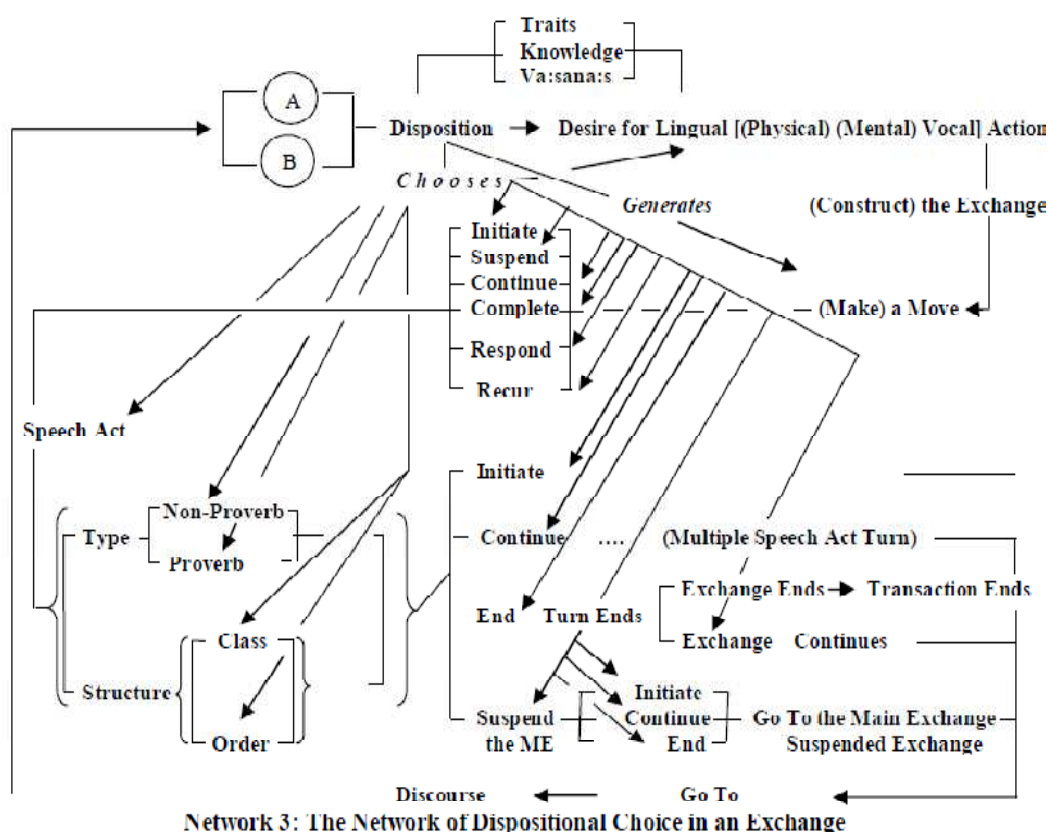 Traits
Knowledge
Va:sana:s
A
B
Disposition
Desire for Lingual [(Physical) (Mental) Vocal] Action
Chooses
Generates
(Construct) the Exchange
Initiate
Suspend
Continue
Complete
(Make) a Move
Respond
Recur
Speech Act
Initiate
Non-Proverb
Type
Proverb
Continue .... (Multiple Speech Act Turn)
Exchange Ends Transaction Ends
End Turn Ends
Class
Exchange Continues
Structure
Order
Initiate
Suspend Continue Go To the Main Exchange
the ME End Suspended Exchange
Discourse Go To
Network 3: The Network of Dispositional Choice in an Exchange